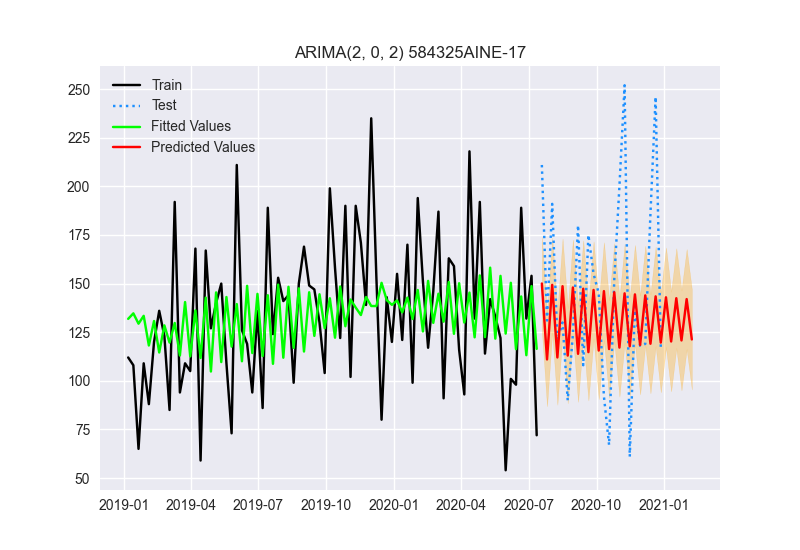 ARIMA(2, 0, 2) 584325AINE-17
Train
Test
Fitted Values
Predicted Values
250
225
200
175
150
125
100
75
50
2019-01 2019-04 2019-07 2019-10 2020-01 2020-04 2020-07 2020-10 2021-01